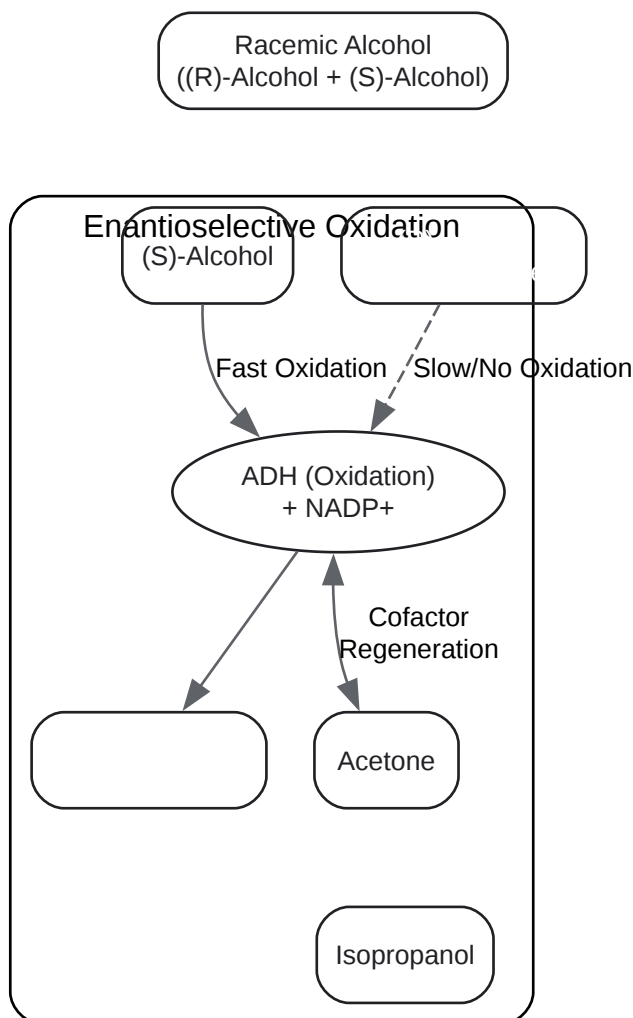 Racemic Alcohol
((R)-Alcohol + (S)-Alcohol)
Enantioselective Oxidation
(S)-Alcohol
Fast Oxidation
Slow/No Oxidation
ADH (Oxidation)
+ NADP+
Cofactor
Regeneration
Acetone
Isopropanol